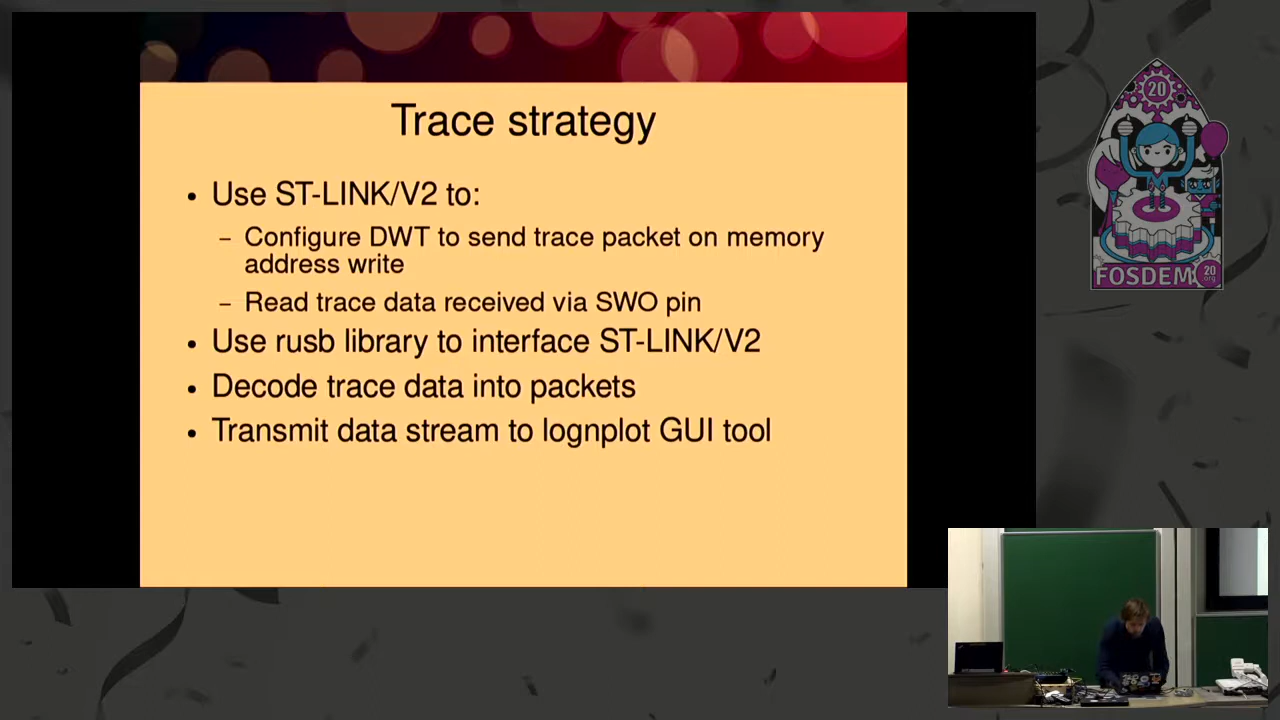 Trace strategy
• Use ST-LINK/V2 to:
– Configure DWT to send trace packet on memory
address write
– Read trace data received via SWO pin
• Use rusb library to interface ST-LINK/V2
• Decode trace data into packets
• Transmit data stream to lognplot GUI tool
20
FOSDEM
20
.org